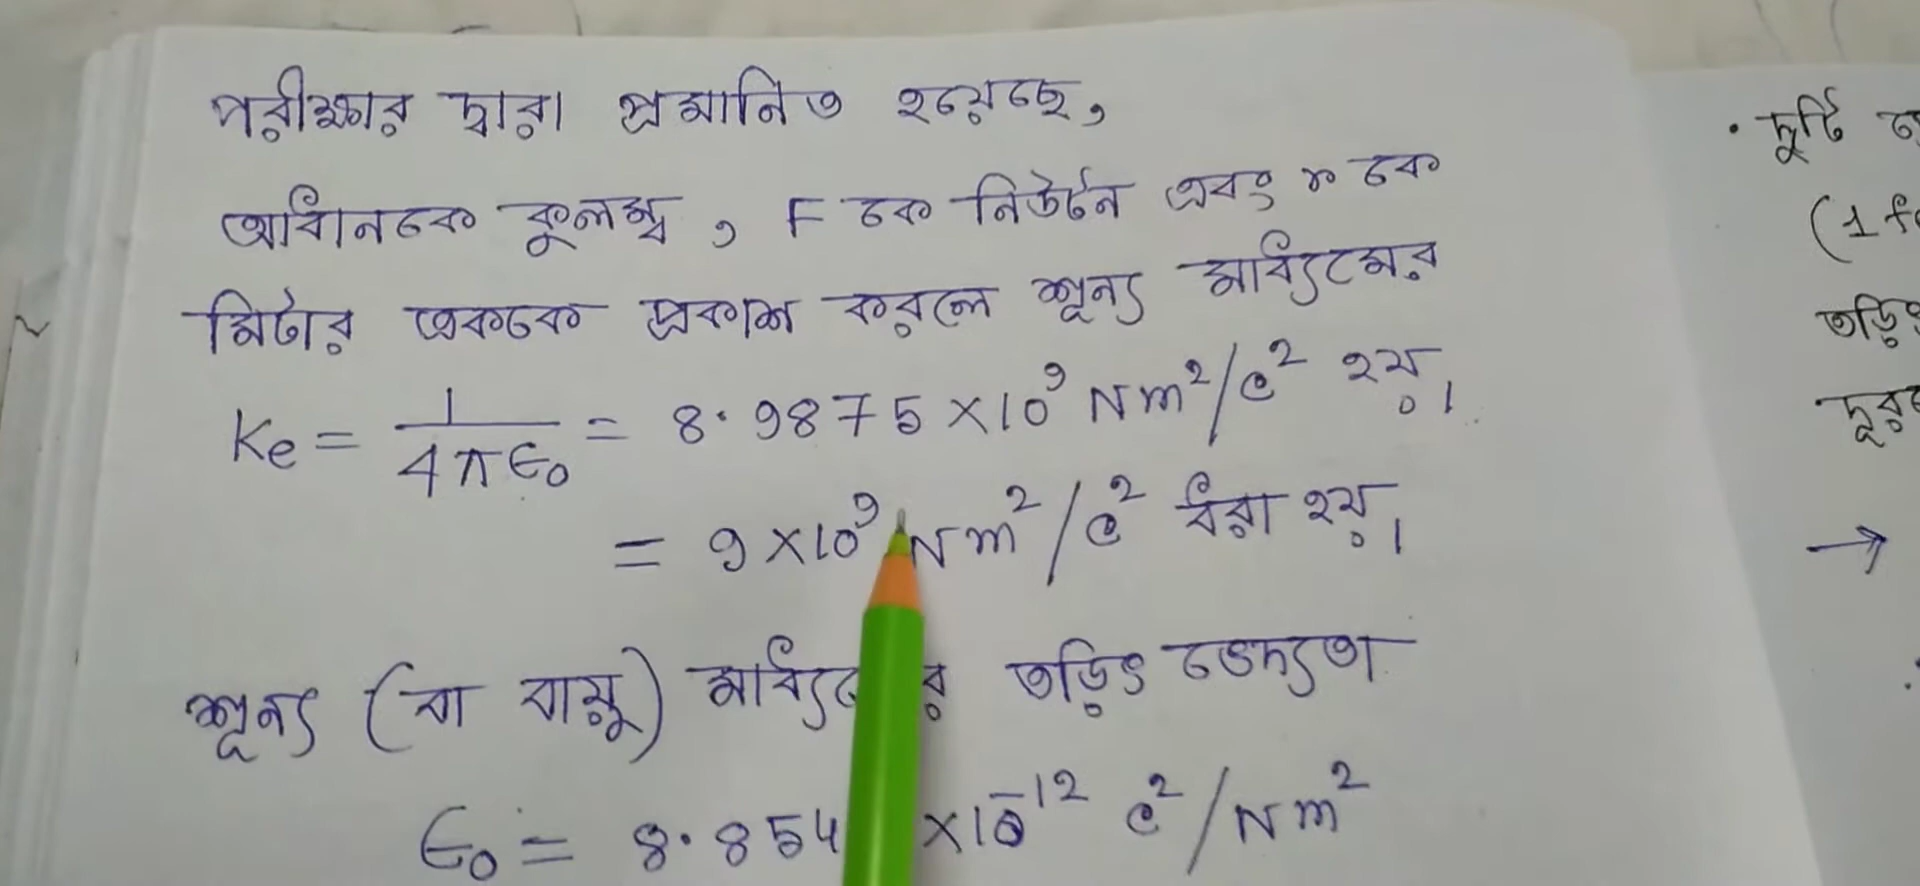 পরীক্ষার দ্বারা প্রমানিত হয়েছে,
আধানকে কুলম্ব, F কে নিউটন এবং r কে
মিটার এককে প্রকাশ করলে শূন্য মাধ্যমের
Ke = 1/4πϵ₀ = 8.9875 × 10⁹ Nm²/c² হয়।
= 9 × 10⁹ Nm²/c² ধরা হয়।
শূন্য (বা বায়ু) তড়িৎ ভেদ্যতা
ϵ₀ = 8.854 × 10⁻¹² c²/Nm²
• দুটি
(1
→